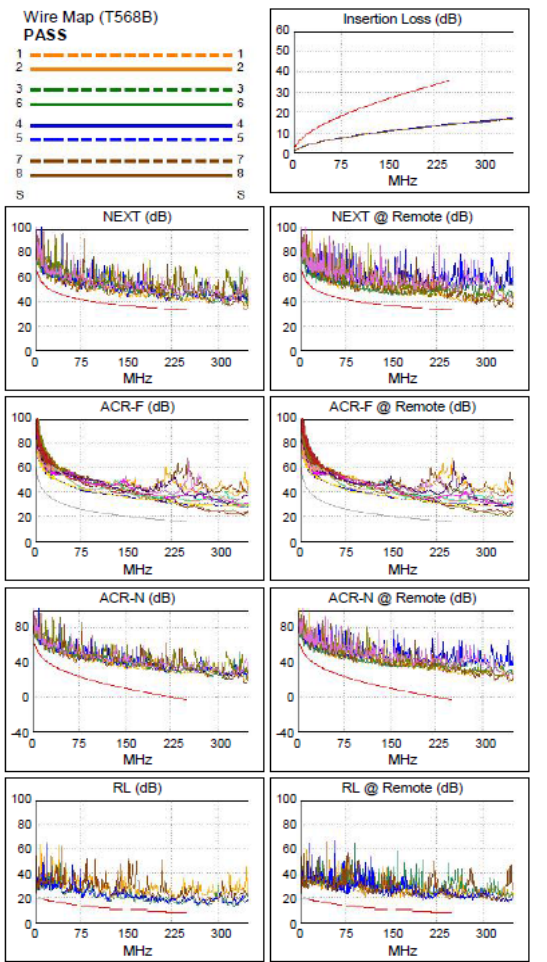 Wire Map (T568B)
PASS
1 1
2 2
3 3
6 6
4 4
5 5
7 7
8 8
S S
Insertion Loss (dB)
60
50
40
30
20
10
0
0 75 150 225 300
MHz
NEXT (dB)
100
80
60
40
20
0
0 75 150 225 300
MHz
NEXT @ Remote (dB)
100
80
60
40
20
0
0 75 150 225 300
MHz
ACR-F (dB)
100
80
60
40
20
0
0 75 150 225 300
MHz
ACR-F @ Remote (dB)
100
80
60
40
20
0
0 75 150 225 300
MHz
ACR-N (dB)
80
40
0
-40
0 75 150 225 300
MHz
ACR-N @ Remote (dB)
80
40
0
-40
0 75 150 225 300
MHz
RL (dB)
100
80
60
40
20
0
0 75 150 225 300
MHz
RL @ Remote (dB)
100
80
60
40
20
0
0 75 150 225 300
MHz